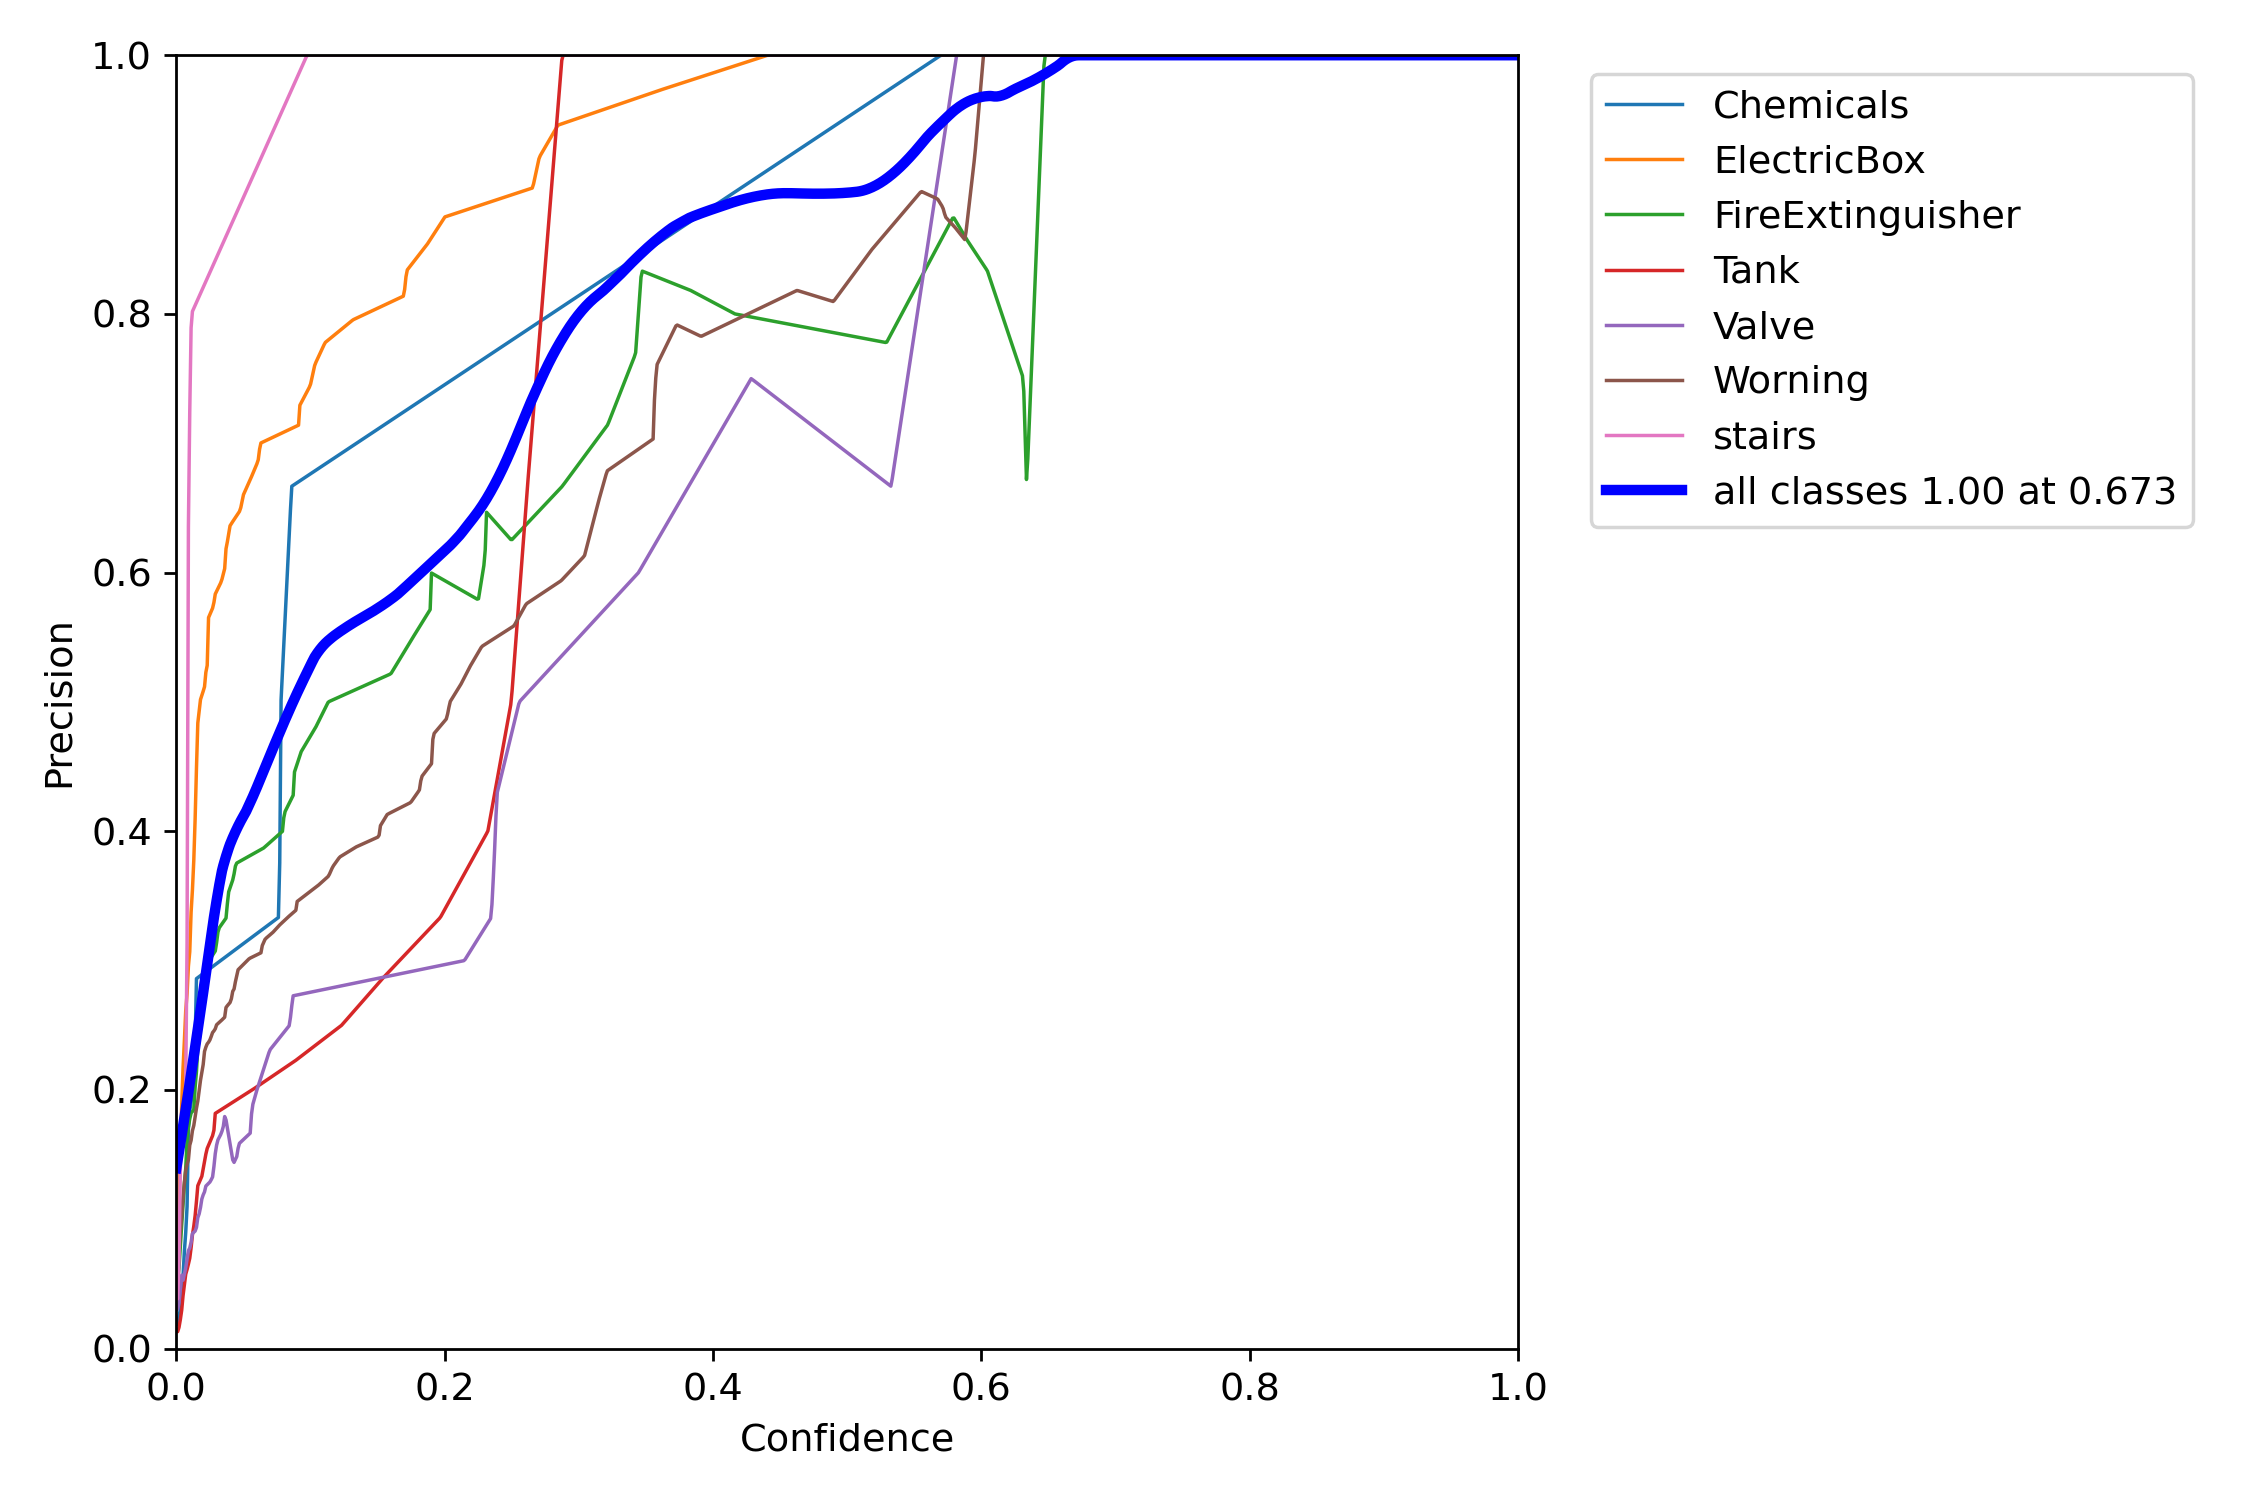 1.0
0.8
0.6
0.4
0.2
0.0
0.0 0.2 0.4 0.6 0.8 1.0
Precision
Confidence
Chemicals
ElectricBox
FireExtinguisher
Tank
Valve
Worning
stairs
all classes 1.00 at 0.673